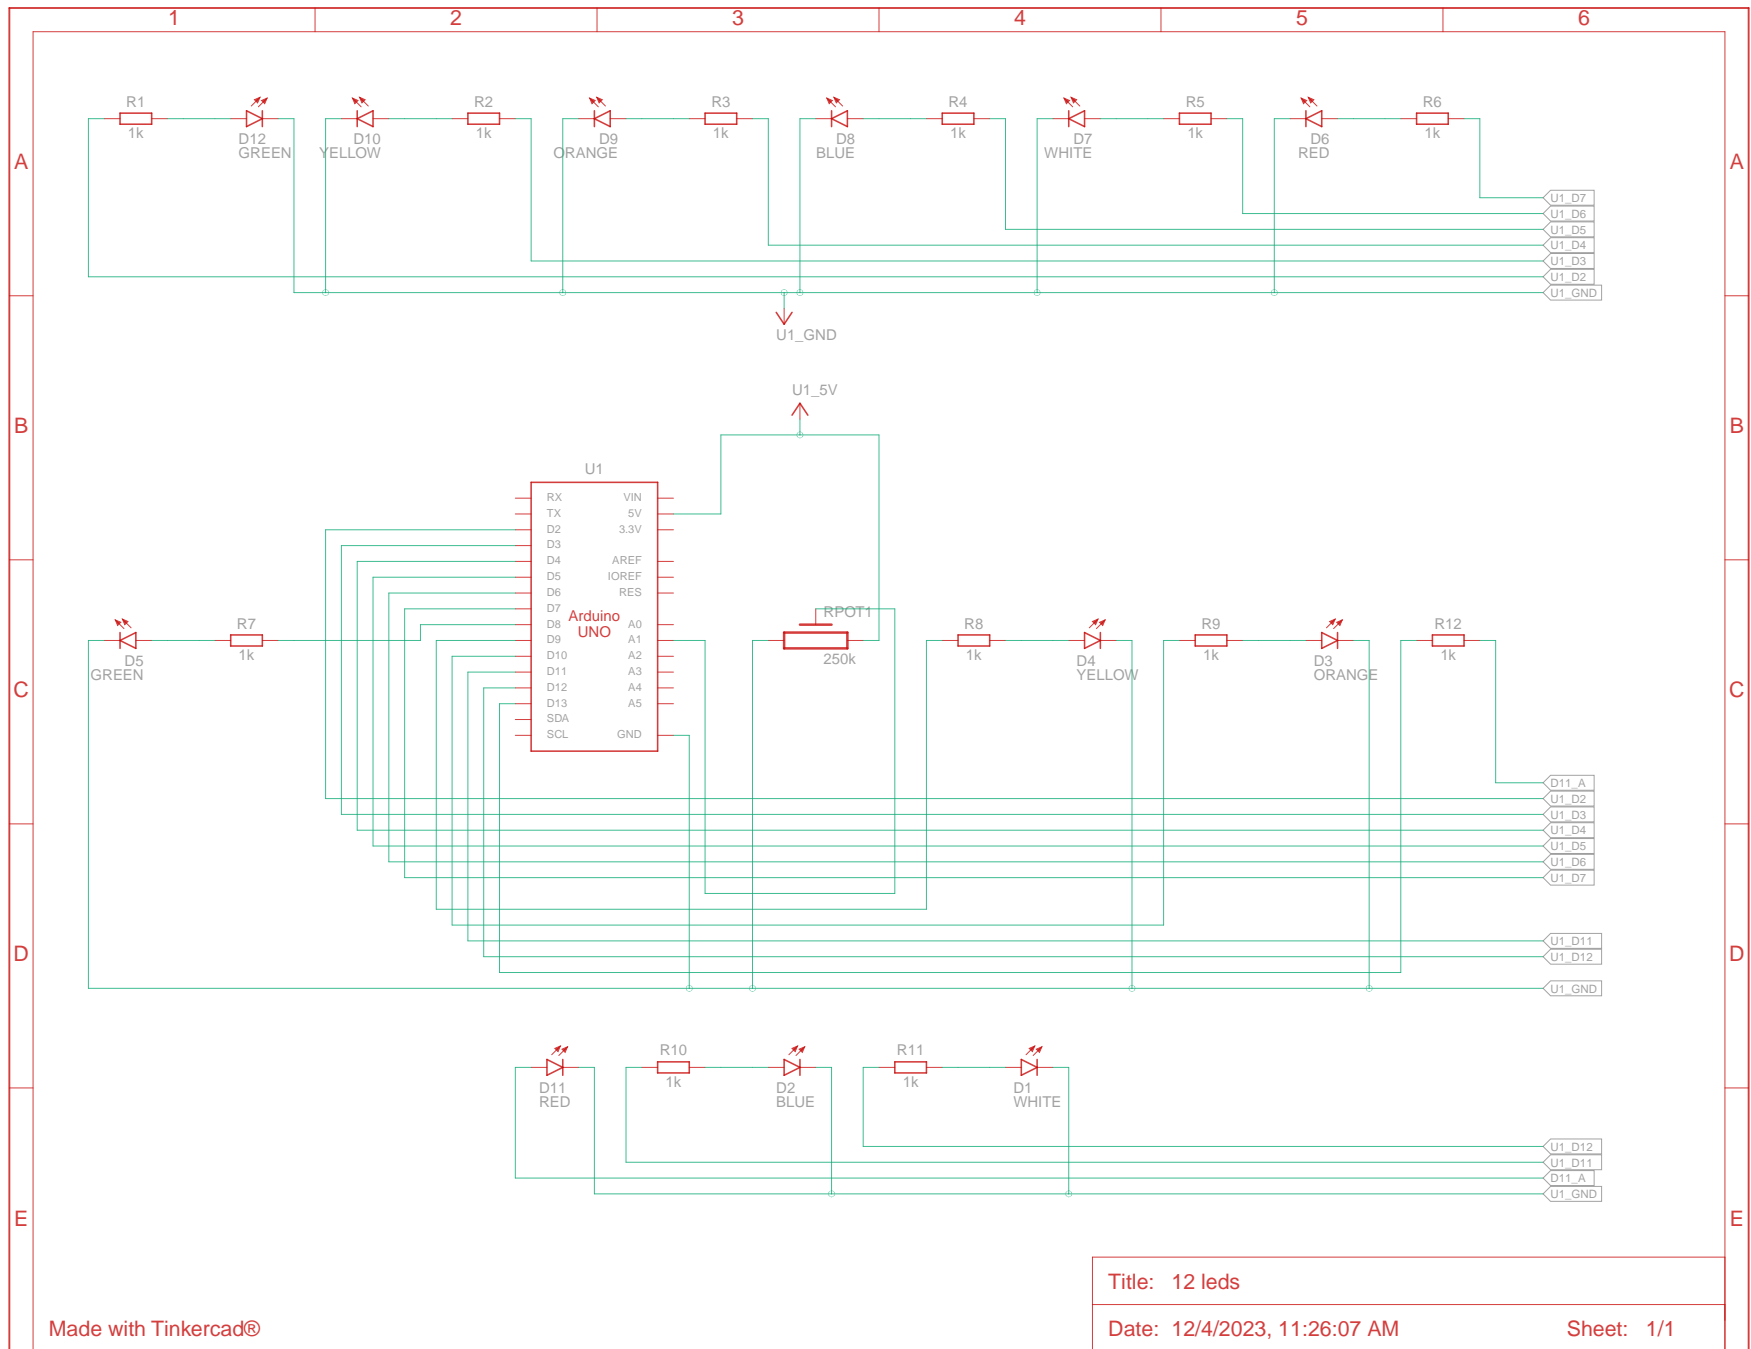 1 2 3 4 5 6
R1 R2 R3 R4 R5 R6
1k 1k 1k 1k 1k 1k
D12 D10 D9 D8 D7 D6
GREEN YELLOW ORANGE BLUE WHITE RED
A A
U1_D7
U1_D6
U1_D5
U1_D4
U1_D3
U1_D2
U1_GND
U1_GND
U1_5V
B B
U1
RX VIN
TX 5V
D2 3.3V
D3
D4 AREF
D5 IOREF
D6 RES
D7
Arduino
UNO
D8 A0
D9 A1
D10 A2
D11 A3
D12 A4
D13 A5
SDA
SCL GND
RPOT1
250k
R7 R8 R9 R12
1k 1k 1k 1k
D5 D4 D3
GREEN YELLOW ORANGE
C C
D11_A
U1_D2
U1_D3
U1_D4
U1_D5
U1_D6
U1_D7
U1_D11
U1_D12
D D
U1_GND
R10 R11
1k 1k
D11 D2 D1
RED BLUE WHITE
U1_D12
U1_D11
D11_A
U1_GND
E E
Title: 12 leds
Made with Tinkercad®
Date: 12/4/2023, 11:26:07 AM Sheet: 1/1